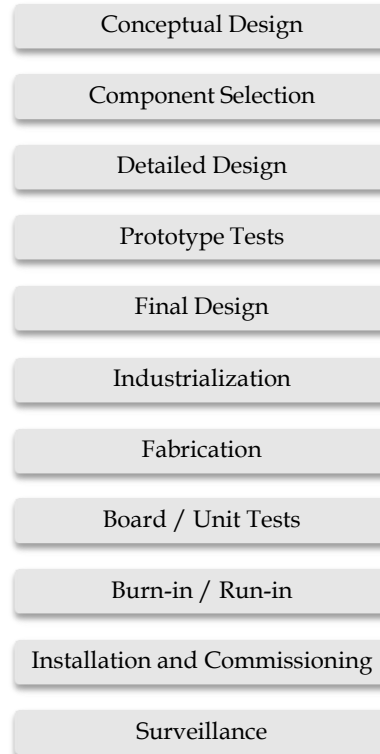 Conceptual Design
Component Selection
Detailed Design
Prototype Tests
Final Design
Industrialization
Fabrication
Board / Unit Tests
Burn-in / Run-in
Installation and Commissioning
Surveillance